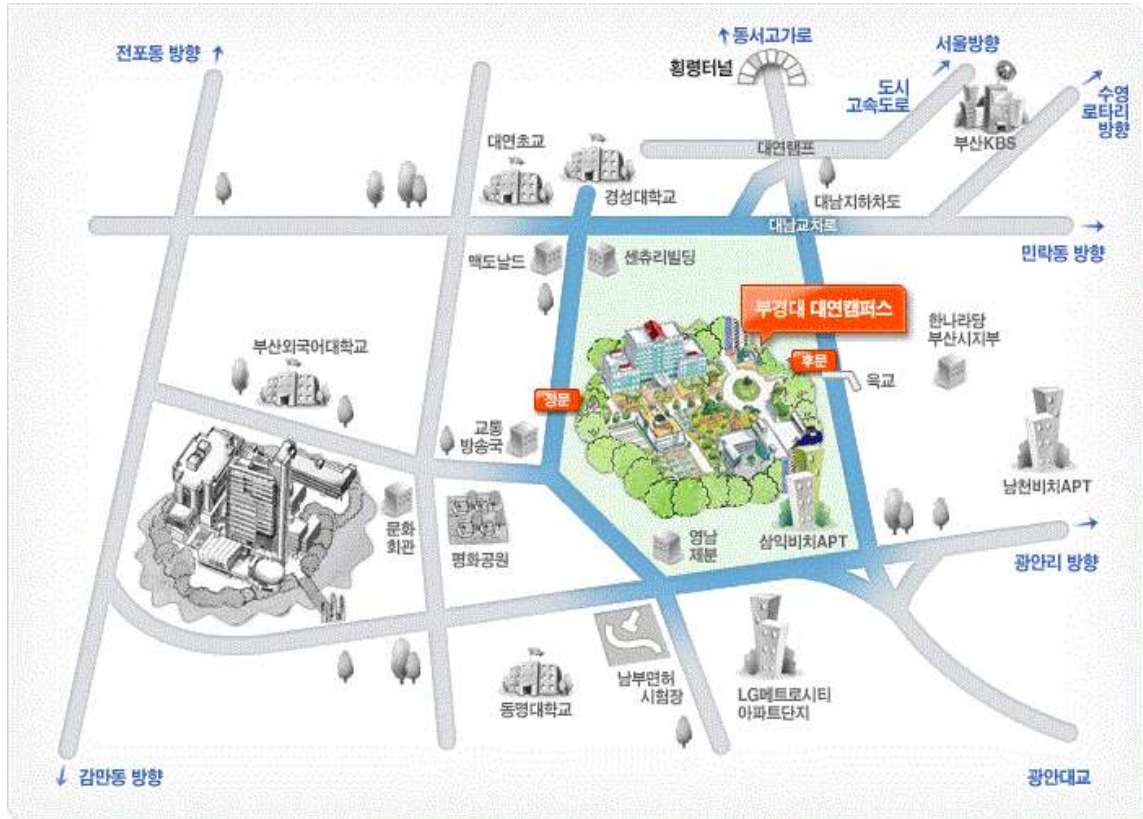 ↑ 동서고가로
전포동 방향 ↑
서울방향
횡령터널
도시
고속도로
수영
로타리
방향
부산KBS
대연초교
대연램프
경성대학교
대남지하차도
대남교차로
맥도날드
센츄리빌딩
민락동 방향
부경대 대연캠퍼스
한나라당
부산시지부
부산외국어대학교
후문
육교
정문
교통
방송국
남천비치APT
문화
회관
평화공원
영남
제분
삼익비치APT
광안리 방향
남부면허
시험장
동명대학교
LG메트로시티
아파트단지
↓ 감만동 방향
광안대교